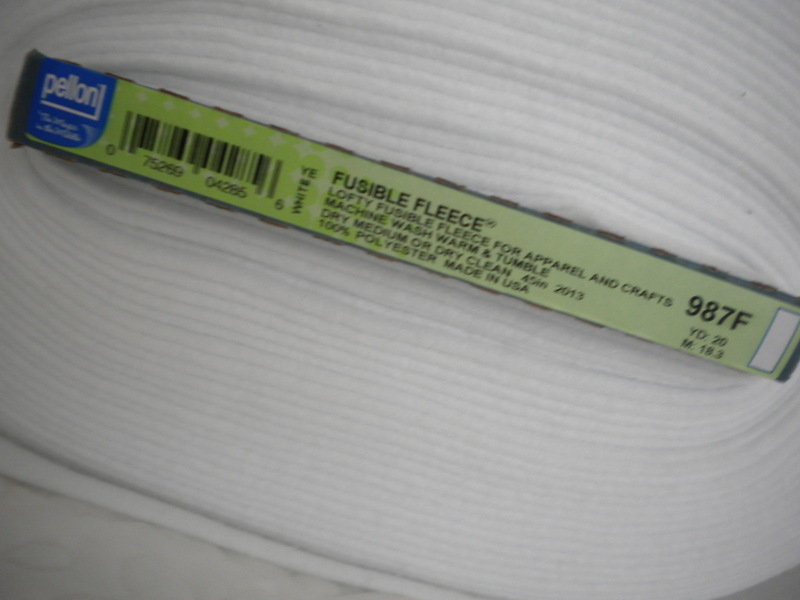 pellon
FUSIBLE FLEECE®
LOFTY FUSIBLE FLEECE FOR APPAREL AND CRAFTS
MACHINE WASH WARM & TUMBLE
DRY MEDIUM OR DRY CLEAN 45in 2013
100% POLYESTER MADE IN USA
YE
WHITE
0 75269 04285 6
987F
YD: 20
M: 18.3